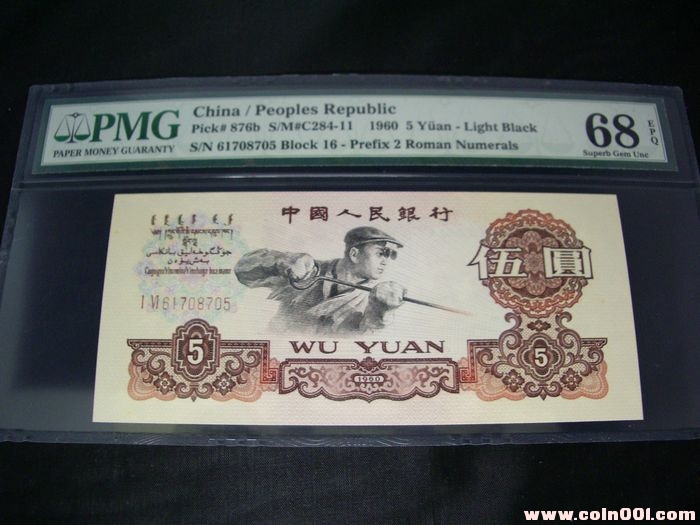 PMG
PAPER MONEY GUARANTY
China / Peoples Republic
Pick# 876b S/M#C284-11 1960 5 Yüan - Light Black
S/N 61708705 Block 16 - Prefix 2 Roman Numerals
68 EPQ
Superb Gem Unc
中國人民銀行
I VI 61708705
伍圓
5
WU YUAN
5
1960
www.coin001.com